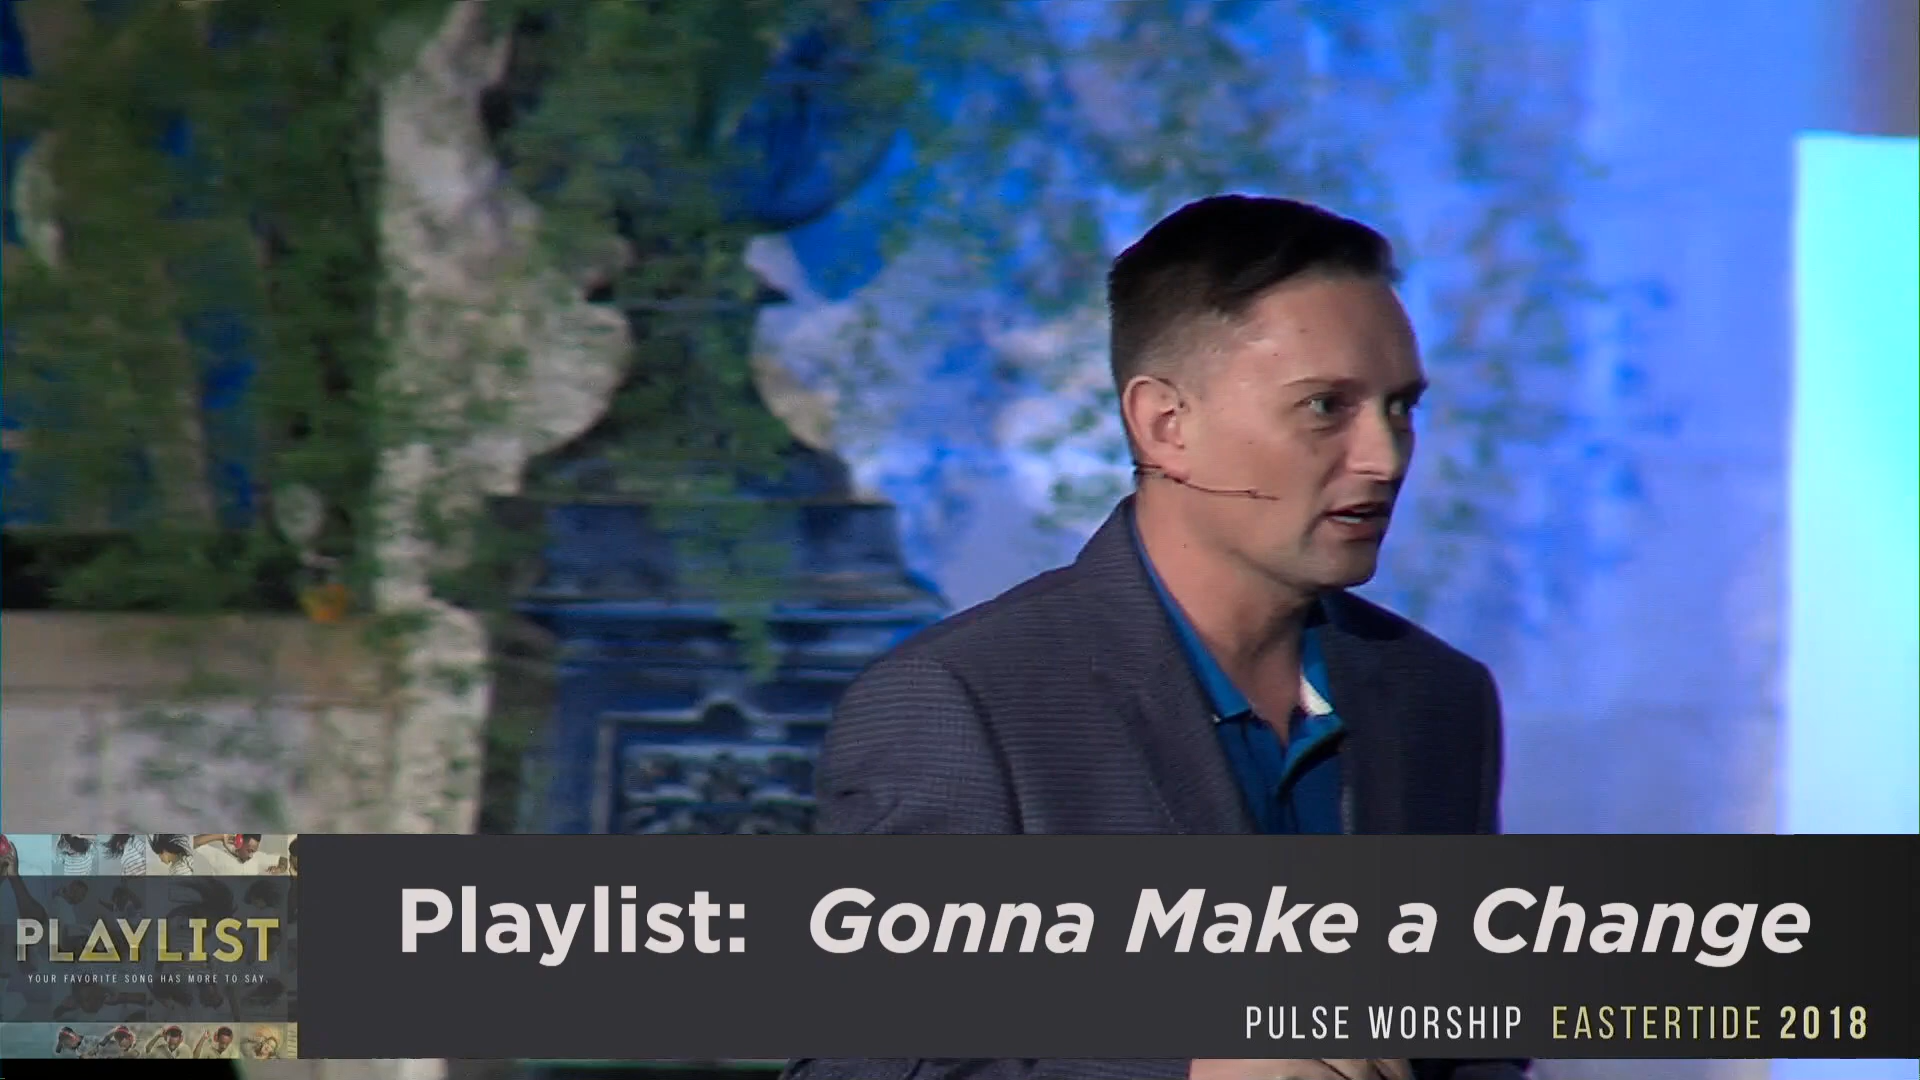 Playlist: Gonna Make a Change
PLAYLIST
YOUR FAVORITE SONG HAS MORE TO SAY.
PULSE WORSHIP EASTERTIDE 2018